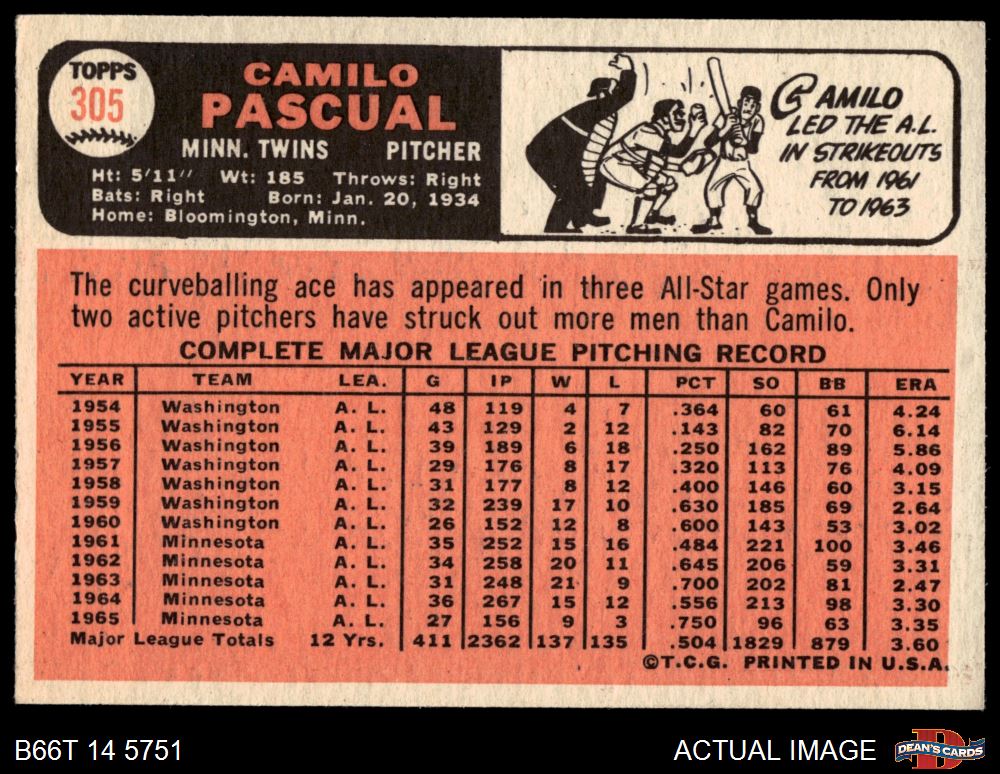 TOPPS
305
CAMILO
PASCUAL
MINN. TWINS PITCHER
Ht: 5'11" Wt: 185 Throws: Right
Bats: Right Born: Jan. 20, 1934
Home: Bloomington, Minn.
CAMILO
LED THE A.L.
IN STRIKEOUTS
FROM 1961
TO 1963
The curveballing ace has appeared in three All-Star games. Only
two active pitchers have struck out more men than Camilo.
COMPLETE MAJOR LEAGUE PITCHING RECORD
YEAR TEAM LEA. G IP W L PCT SO BB ERA
1954 Washington A. L. 48 119 4 7 .364 60 61 4.24
1955 Washington A. L. 43 129 2 12 .143 82 70 6.14
1956 Washington A. L. 39 189 6 18 .250 162 89 5.86
1957 Washington A. L. 29 176 8 17 .320 113 76 4.09
1958 Washington A. L. 31 177 8 12 .400 146 60 3.15
1959 Washington A. L. 32 239 17 10 .630 185 69 2.64
1960 Washington A. L. 26 152 12 8 .600 143 53 3.02
1961 Minnesota A. L. 35 252 15 16 .484 221 100 3.46
1962 Minnesota A. L. 34 258 20 11 .645 206 59 3.31
1963 Minnesota A. L. 31 248 21 9 .700 202 81 2.47
1964 Minnesota A. L. 36 267 15 12 .556 213 98 3.30
1965 Minnesota A. L. 27 156 9 3 .750 96 63 3.35
Major League Totals 12 Yrs. 411 2362 137 135 .504 1829 879 3.60
©T.C.G. PRINTED IN U.S.A.
B66T 14 5751
ACTUAL IMAGE
D
DEAN'S CARDS